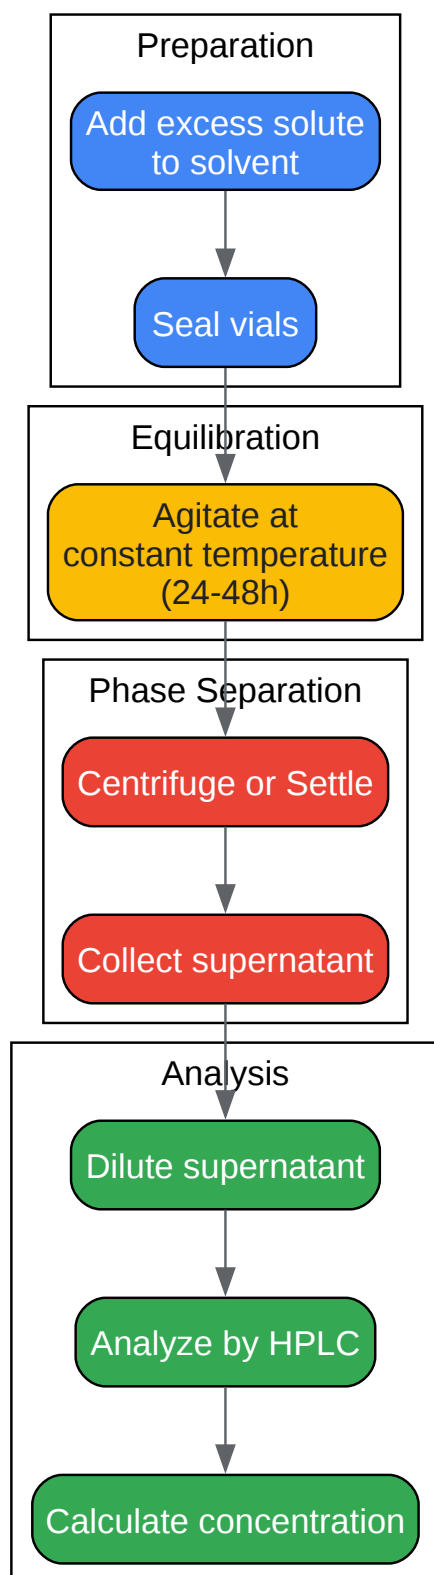 Preparation
Add excess solute
to solvent
Seal vials
Equilibration
Agitate at
constant temperature
(24-48h)
Phase Separation
Centrifuge or Settle
Collect supernatant
Analysis
Dilute supernatant
Analyze by HPLC
Calculate concentration